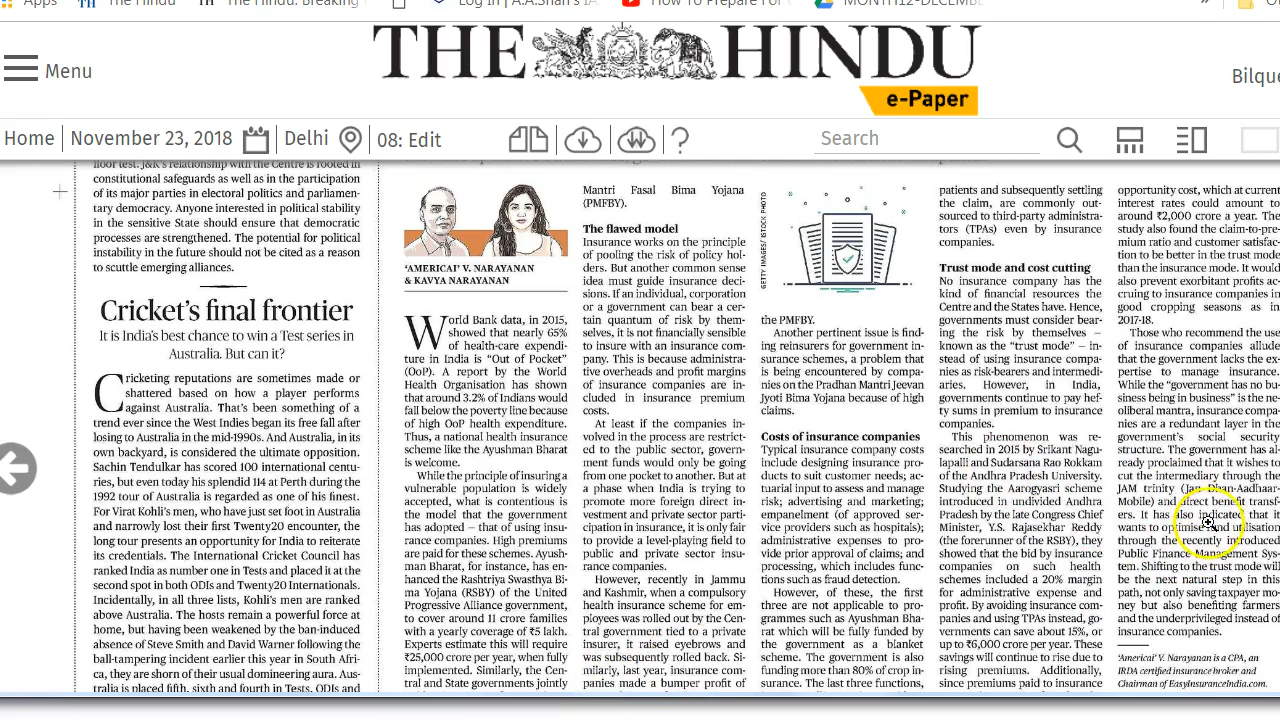 Apps The Hindu The Hindu: Breaking Log In | A.A.Shah's IA How To Prepare For MONTH12-DECEMBE
Menu
THE HINDU
e-Paper
Bilque
Home
November 23, 2018
Delhi
08: Edit
?
Search
floor test. J&K's relationship with the Centre is rooted in
constitutional safeguards as well as in the participation
of its major parties in electoral politics and parliamen-
tary democracy. Anyone interested in political stability
in the sensitive State should ensure that democratic
processes are strengthened. The potential for political
instability in the future should not be cited as a reason
to scuttle emerging alliances.
Cricket's final frontier
It is India's best chance to win a Test series in
Australia. But can it?
Cricketing reputations are sometimes made or
shattered based on how a player performs
against Australia. That's been something of a
trend ever since the West Indies began its free fall after
losing to Australia in the mid-1990s. And Australia, in its
own backyard, is considered the ultimate opposition.
Sachin Tendulkar has scored 100 international centu-
ries, but even today his splendid 114 at Perth during the
1992 tour of Australia is regarded as one of his finest.
For Virat Kohli's men, who have just set foot in Australia
and narrowly lost their first Twenty20 encounter, the
long tour presents an opportunity for India to reiterate
its credentials. The International Cricket Council has
ranked India as number one in Tests and placed it at the
second spot in both ODIs and Twenty20 Internationals.
Incidentally, in all three lists, Kohli's men are ranked
above Australia. The hosts remain a powerful force at
home, but having been weakened by the ban-induced
absence of Steve Smith and David Warner following the
ball-tampering incident earlier this year in South Afri-
ca, they are shorn of their usual domineering aura. Aus-
tralia is placed fifth, sixth and fourth in Tests, ODIs and
'AMERICAI' V. NARAYANAN
& KAVYA NARAYANAN
World Bank data, in 2015,
showed that nearly 65%
of health-care expendi-
ture in India is “Out of Pocket”
(OoP). A report by the World
Health Organisation has shown
that around 3.2% of Indians would
fall below the poverty line because
of high OoP health expenditure.
Thus, a national health insurance
scheme like the Ayushman Bharat
is welcome.
While the principle of insuring a
vulnerable population is widely
accepted, what is contentious is
the model that the government
has adopted – that of using insu-
rance companies. High premiums
are paid for these schemes. Ayush-
man Bharat, for instance, has en-
hanced the Rashtriya Swasthya Bi-
ma Yojana (RSBY) of the United
Progressive Alliance government,
to cover around 11 crore families
with a yearly coverage of ₹5 lakh.
Experts estimate this will require
₹25,000 crore per year, when fully
implemented. Similarly, the Cen-
tral and State governments jointly
Mantri Fasal Bima Yojana
(PMFBY).
The flawed model
Insurance works on the principle
of pooling the risk of policy hol-
ders. But another common sense
idea must guide insurance deci-
sions. If an individual, corporation
or a government can bear a cer-
tain quantum of risk by them-
selves, it is not financially sensible
to insure with an insurance com-
pany. This is because administra-
tive overheads and profit margins
of insurance companies are in-
cluded in insurance premium
costs.
At least if the companies in-
volved in the process are restrict-
ed to the public sector, govern-
ment funds would only be going
from one pocket to another. But at
a phase when India is trying to
promote more foreign direct in-
vestment and private sector parti-
cipation in insurance, it is only fair
to provide a level-playing field to
public and private sector insu-
rance companies.
However, recently in Jammu
and Kashmir, when a compulsory
health insurance scheme for em-
ployees was rolled out by the Cen-
tral government tied to a private
insurer, it raised eyebrows and
was subsequently rolled back. Si-
milarly, last year, insurance com-
panies made a bumper profit of
GETTY IMAGES/ ISTOCK PHOTO
the PMFBY.
Another pertinent issue is find-
ing reinsurers for government in-
surance schemes, a problem that
is being encountered by compa-
nies on the Pradhan Mantri Jeevan
Jyoti Bima Yojana because of high
claims.
Costs of insurance companies
Typical insurance company costs
include designing insurance pro-
ducts to suit customer needs; ac-
tuarial input to assess and manage
risk; advertising and marketing;
empanelment (of approved ser-
vice providers such as hospitals);
administrative expenses to pro-
vide prior approval of claims; and
processing, which includes func-
tions such as fraud detection.
However, of these, the first
three are not applicable to pro-
grammes such as Ayushman Bha-
rat which will be fully funded by
the government as a blanket
scheme. The government is also
funding more than 80% of crop in-
surance. The last three functions,
patients and subsequently settling
the claim, are commonly out-
sourced to third-party administra-
tors (TPAs) even by insurance
companies.
Trust mode and cost cutting
No insurance company has the
kind of financial resources the
Centre and the States have. Hence,
governments must consider bear-
ing the risk by themselves –
known as the “trust mode” – in-
stead of using insurance compa-
nies as risk-bearers and intermedi-
aries. However, in India,
governments continue to pay hef-
ty sums in premium to insurance
companies.
This phenomenon was re-
searched in 2015 by Srikant Nagu-
lapalli and Sudarsana Rao Rokkam
of the Andhra Pradesh University.
Studying the Aarogyasri scheme
introduced in undivided Andhra
Pradesh by the late Congress Chief
Minister, Y.S. Rajasekhar Reddy
(the forerunner of the RSBY), they
showed that the bid by insurance
companies on such health
schemes included a 20% margin
for administrative expense and
profit. By avoiding insurance com-
panies and using TPAs instead, go-
vernments can save about 15%, or
up to ₹6,000 crore per year. These
savings will continue to rise due to
rising premiums. Additionally,
since premiums paid to insurance
opportunity cost, which at current
interest rates could amount to
around ₹2,000 crore a year. The
study also found the claim-to-pre-
mium ratio and customer satisfac-
tion to be better in the trust mode
than the insurance mode. It would
also prevent exorbitant profits ac-
cruing to insurance companies in
good cropping seasons as in
2017-18.
Those who recommend the use
of insurance companies allude
that the government lacks the ex-
pertise to manage insurance.
While the “government has no bu-
siness being in business” is the ne-
oliberal mantra, insurance compa-
nies are a redundant layer in the
government's social security
structure. The government has al-
ready proclaimed that it wishes to
cut the intermediary through the
JAM trinity (Jan Dhan-Aadhaar-
Mobile) and direct benefit transf-
ers. It has also indicated that it
wants to optimise fund utilisation
through the recently introduced
Public Finance Management Sys-
tem. Shifting to the trust mode will
be the next natural step in this
path, not only saving taxpayer mo-
ney but also benefiting farmers
and the underprivileged instead of
insurance companies.
'Americai' V. Narayanan is a CPA, an
IRDA certified insurance broker and
Chairman of EasyInsuranceIndia.com.